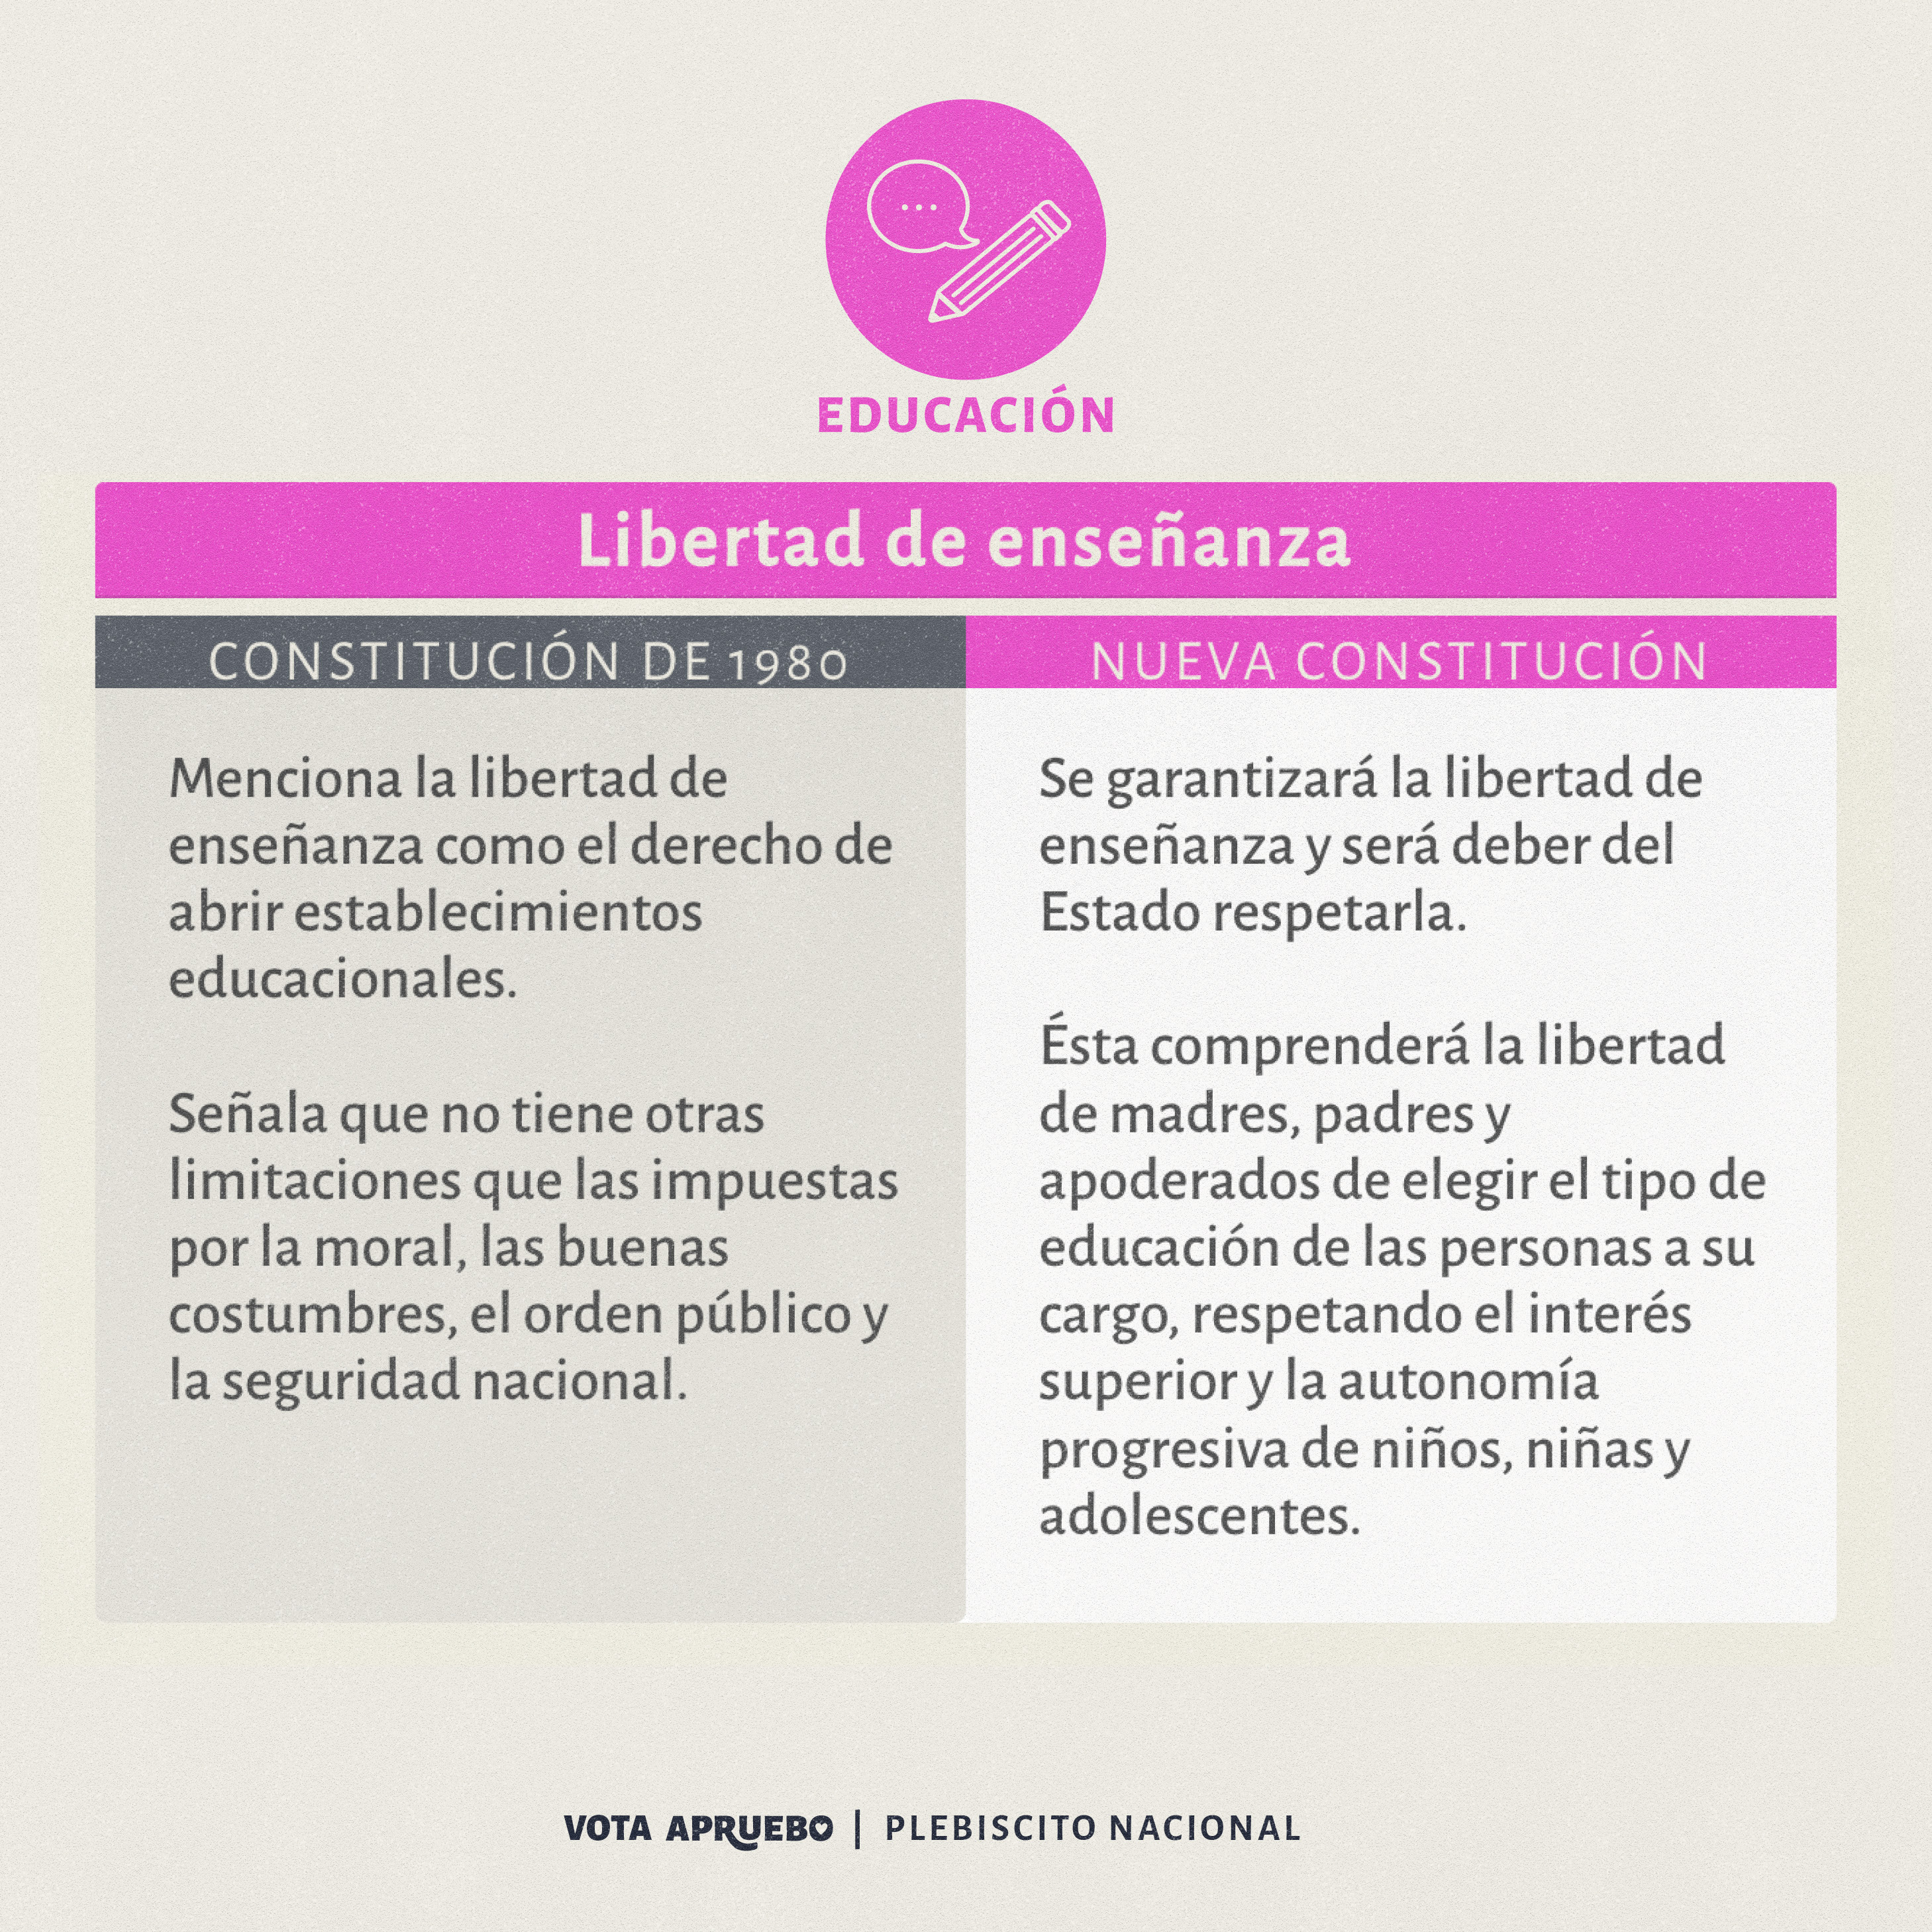 ...
EDUCACIÓN
Libertad de enseñanza
CONSTITUCIÓN DE 1980
Menciona la libertad de
enseñanza como el derecho de
abrir establecimientos
educacionales.
Señala que no tiene otras
limitaciones que las impuestas
por la moral, las buenas
costumbres, el orden público y
la seguridad nacional.
NUEVA CONSTITUCIÓN
Se garantizará la libertad de
enseñanza y será deber del
Estado respetarla.
Ésta comprenderá la libertad
de madres, padres y
apoderados de elegir el tipo de
educación de las personas a su
cargo, respetando el interés
superior y la autonomía
progresiva de niños, niñas y
adolescentes.
VOTA APRUEBO | PLEBISCITO NACIONAL